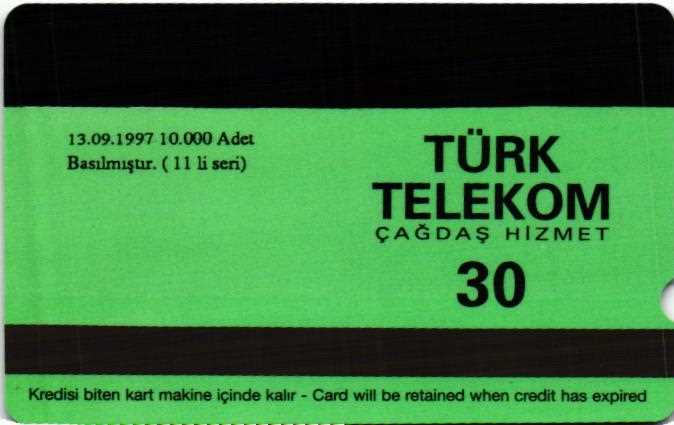 13.09.1997 10.000 Adet
Basılmıştır. ( 11 li seri)
TÜRK
TELEKOM
ÇAĞDAŞ HİZMET
30
Kredisi biten kart makine içinde kalır - Card will be retained when credit has expired